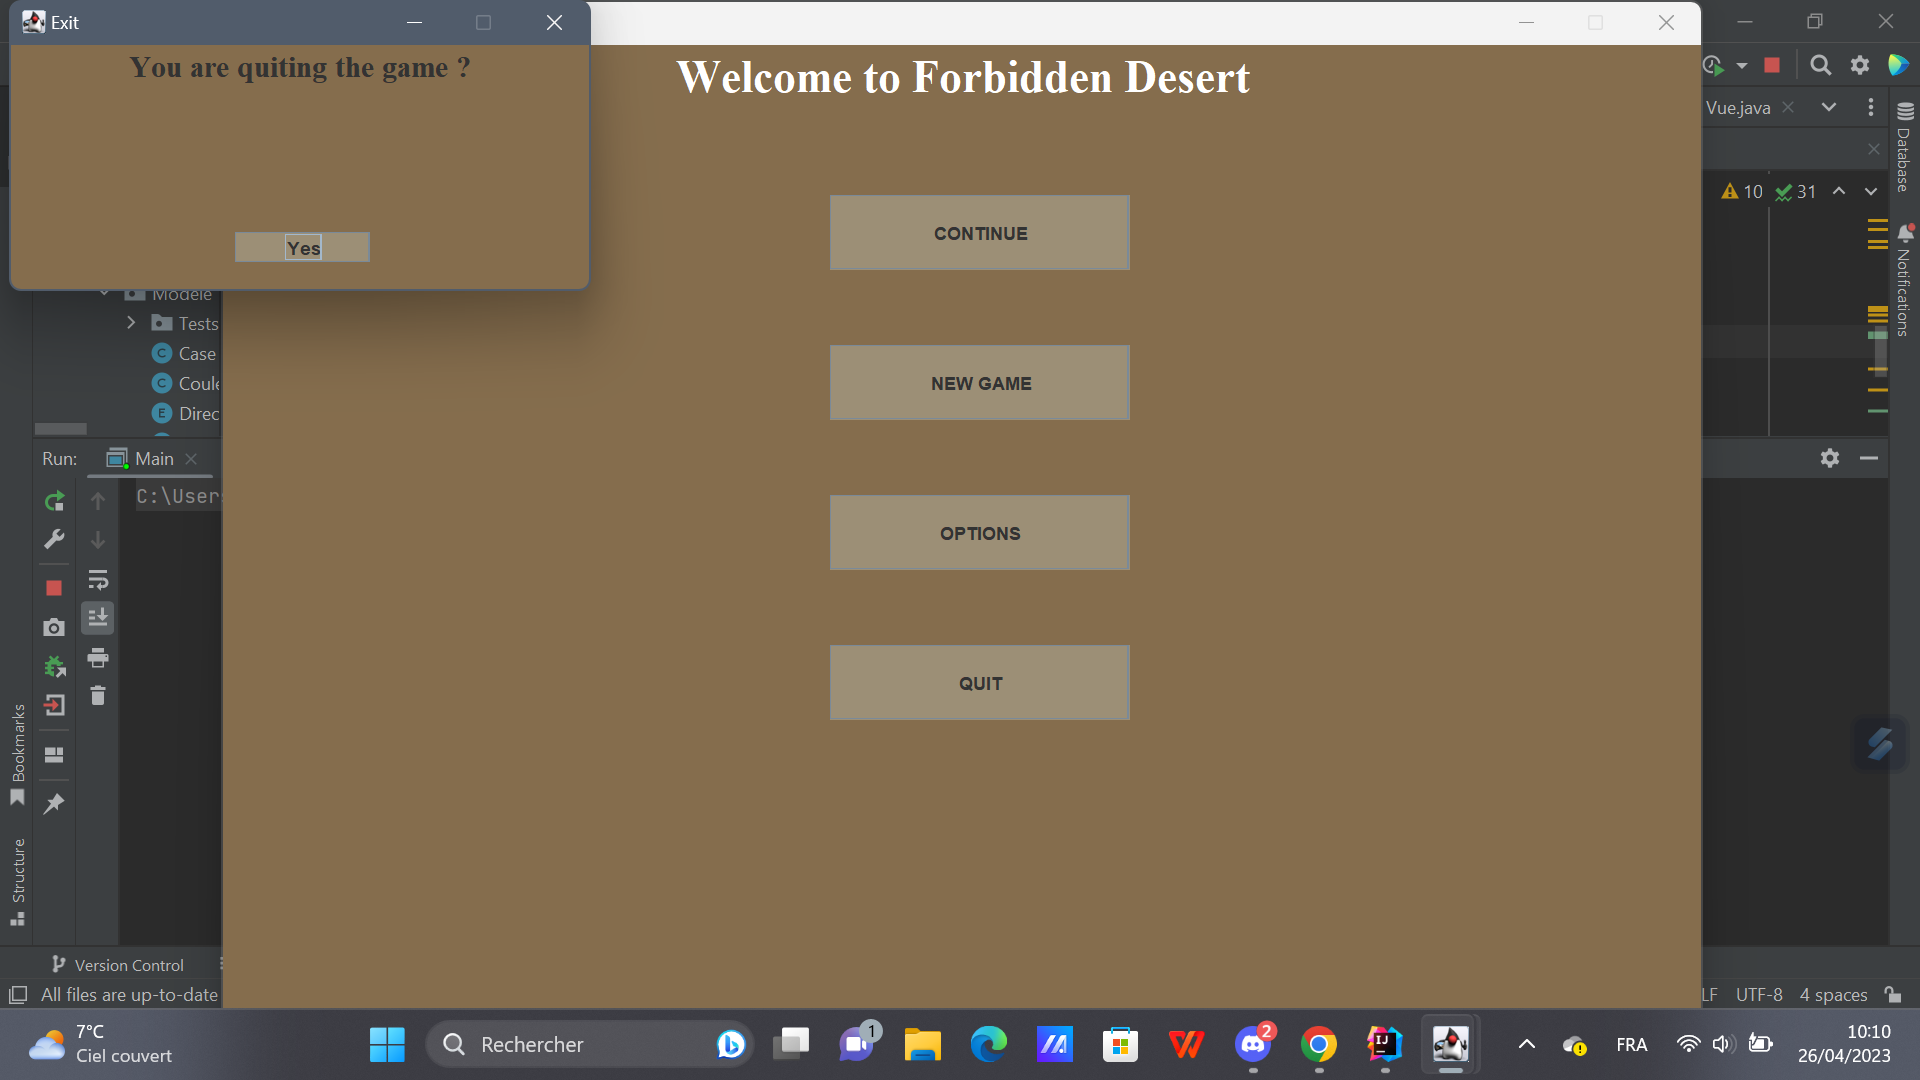 Exit
You are quiting the game ?
Yes
Welcome to Forbidden Desert
CONTINUE
NEW GAME
OPTIONS
QUIT
Vue.java
10 31
Database
Notifications
Modele
Tests
Case
Direc
Run: Main
C:\User
Bookmarks
Structure
Version Control
All files are up-to-date
LF UTF-8 4 spaces
7°C
Ciel couvert
Rechercher
1
2
IJ
FRA
10:10
26/04/2023